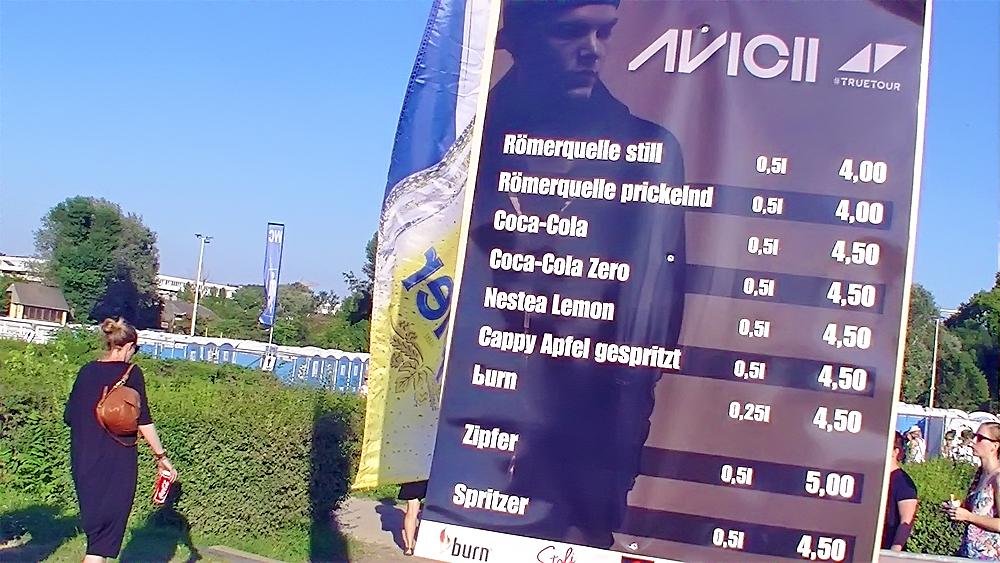 AVICII
#TRUETOUR
Römerquelle still 0,5l 4,00
Römerquelle prickelnd 0,5l 4,00
Coca-Cola 0,5l 4,50
Coca-Cola Zero 0,5l 4,50
Nestea Lemon 0,5l 4,50
Cappy Apfel gespritzt 0,5l 4,50
burn 0,25l 4,50
Zipfer 0,5l 5,00
Spritzer 0,5l 4,50
burn
WC